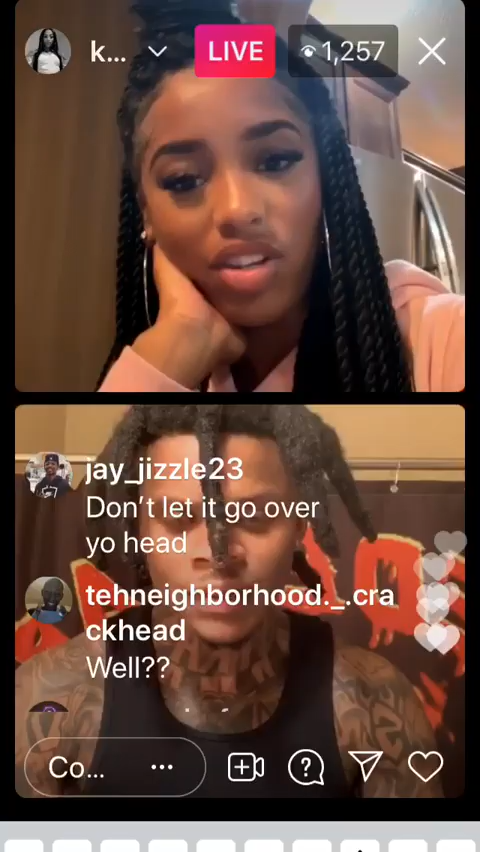 k...
LIVE
1,257
jay_jizzle23
Don’t let it go over
yo head
tehneighborhood._.cra
ckhead
Well??
Co...